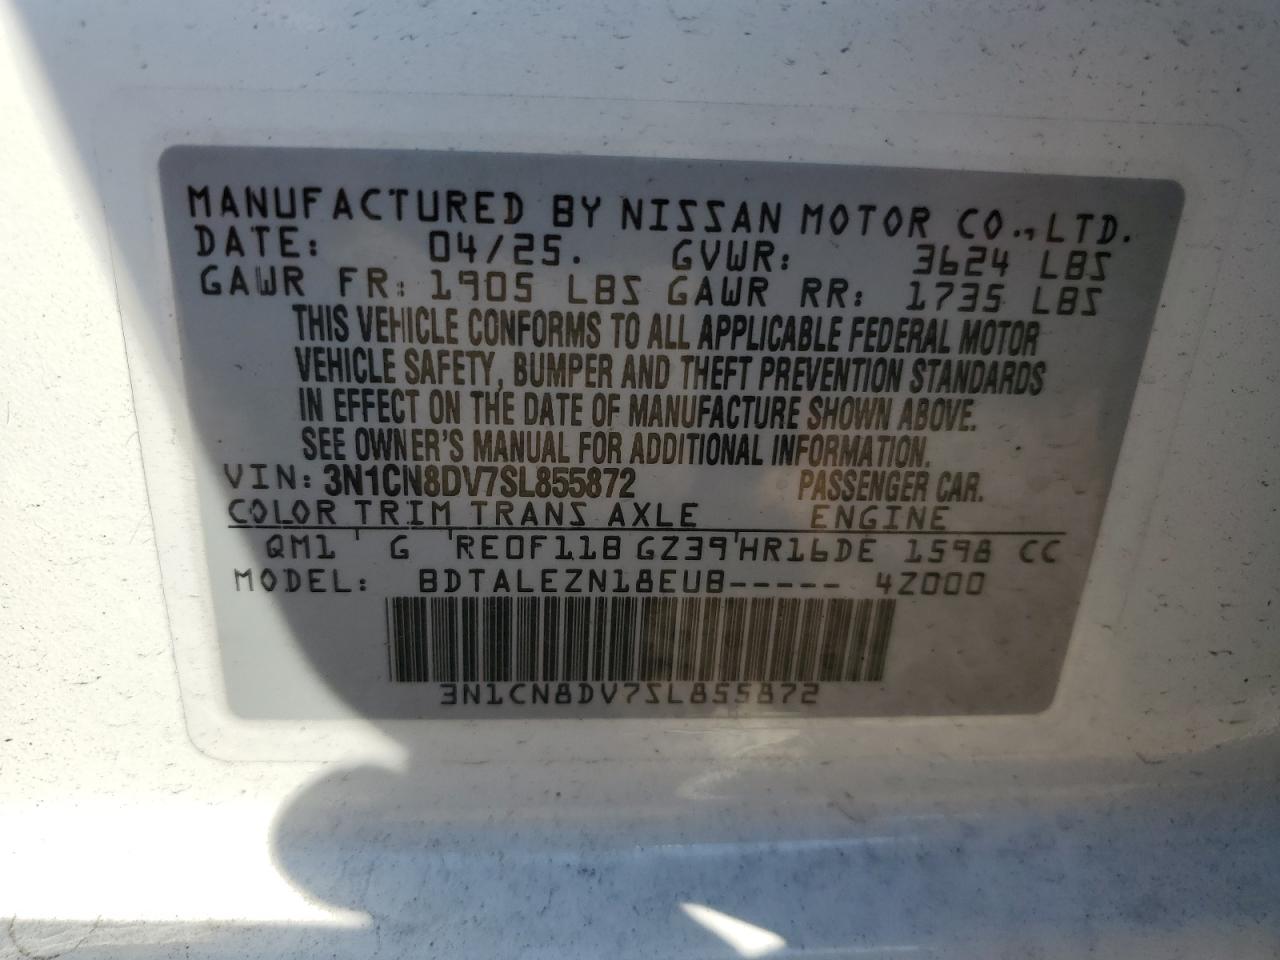 MANUFACTURED BY NISSAN MOTOR CO., LTD.
DATE: 04/25. GVWR: 3624 LBS
GAWR FR: 1905 LBS GAWR RR: 1735 LBS
THIS VEHICLE CONFORMS TO ALL APPLICABLE FEDERAL MOTOR
VEHICLE SAFETY, BUMPER AND THEFT PREVENTION STANDARDS
IN EFFECT ON THE DATE OF MANUFACTURE SHOWN ABOVE.
SEE OWNER'S MANUAL FOR ADDITIONAL INFORMATION.
VIN: 3N1CN8DV7SL855872 PASSENGER CAR.
COLOR TRIM TRANS AXLE ENGINE
QM1 G RE0F11B GZ39 HR16DE 1598 CC
MODEL: BDTALEZN18EUB----- 4Z000
3N1CN8DV7SL855872